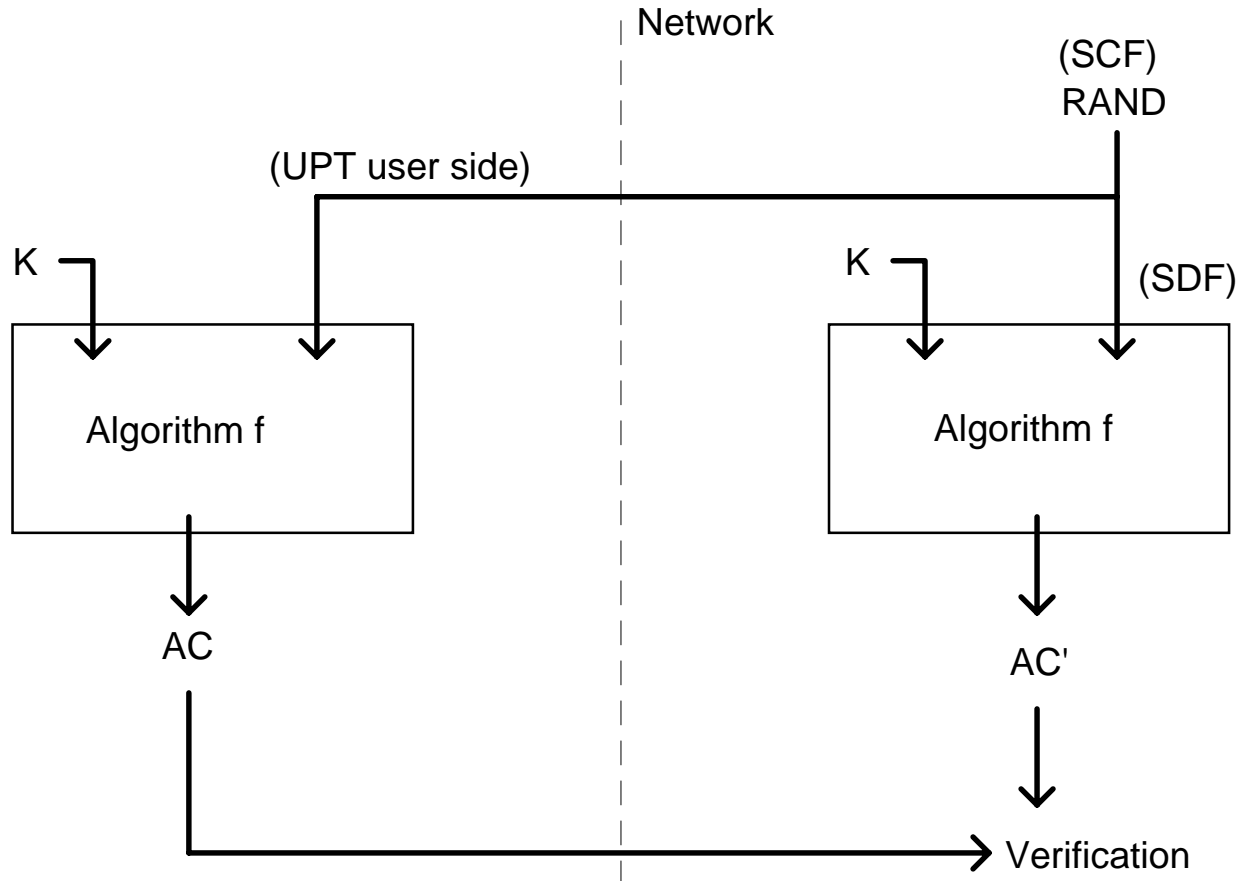 Network
(SCF)
RAND
(UPT user side)
K
K
(SDF)
Algorithm f
Algorithm f
AC
AC'
Verification